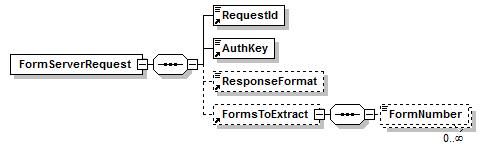 RequestId
AuthKey
FormServerRequest
ResponseFormat
FormsToExtract
FormNumber
0..∞